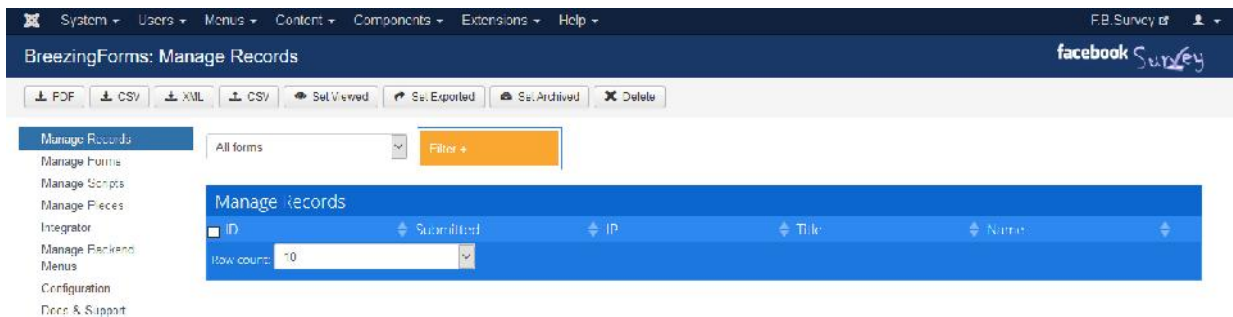 System Users Menus Content Components Extensions Help F.B.Survey
BreezingForms: Manage Records facebook Survey
PDF CSV XML CSV Set Viewed Set Exported Set Archived Delete
Manage Records
Manage Forms
Manage Scripts
Manage Pieces
Integrator
Manage Backend
Menus
Configuration
Docs & Support
All forms Filter +
Manage Records
ID Submitted IP Title Name
Row count: 10